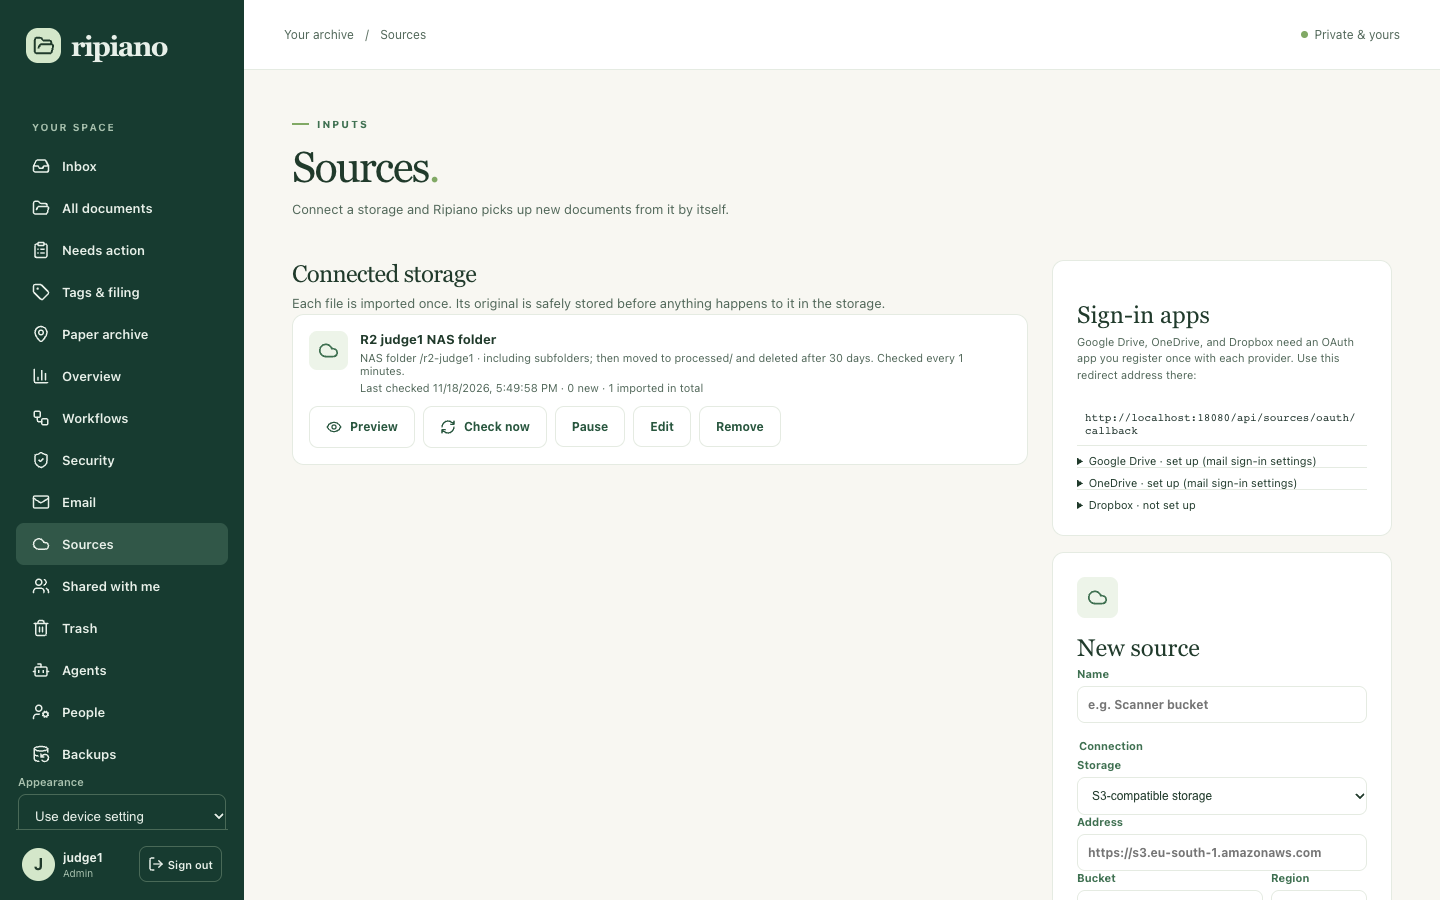 ripiano
YOUR SPACE
Inbox
All documents
Needs action
Tags & filing
Paper archive
Overview
Workflows
Security
Email
Sources
Shared with me
Trash
Agents
People
Backups
Appearance
Use device setting
J
judge1
Admin
Sign out
Your archive / Sources
Private & yours
INPUTS
Sources.
Connect a storage and Ripiano picks up new documents from it by itself.
Connected storage
Each file is imported once. Its original is safely stored before anything happens to it in the storage.
R2 judge1 NAS folder
NAS folder /r2-judge1 · including subfolders; then moved to processed/ and deleted after 30 days. Checked every 1
minutes.
Last checked 11/18/2026, 5:49:58 PM · 0 new · 1 imported in total
Preview
Check now
Pause
Edit
Remove
Sign-in apps
Google Drive, OneDrive, and Dropbox need an OAuth
app you register once with each provider. Use this
redirect address there:
http://localhost:18080/api/sources/oauth/
callback
Google Drive · set up (mail sign-in settings)
OneDrive · set up (mail sign-in settings)
Dropbox · not set up
New source
Name
e.g. Scanner bucket
Connection
Storage
S3-compatible storage
Address
https://s3.eu-south-1.amazonaws.com
Bucket Region